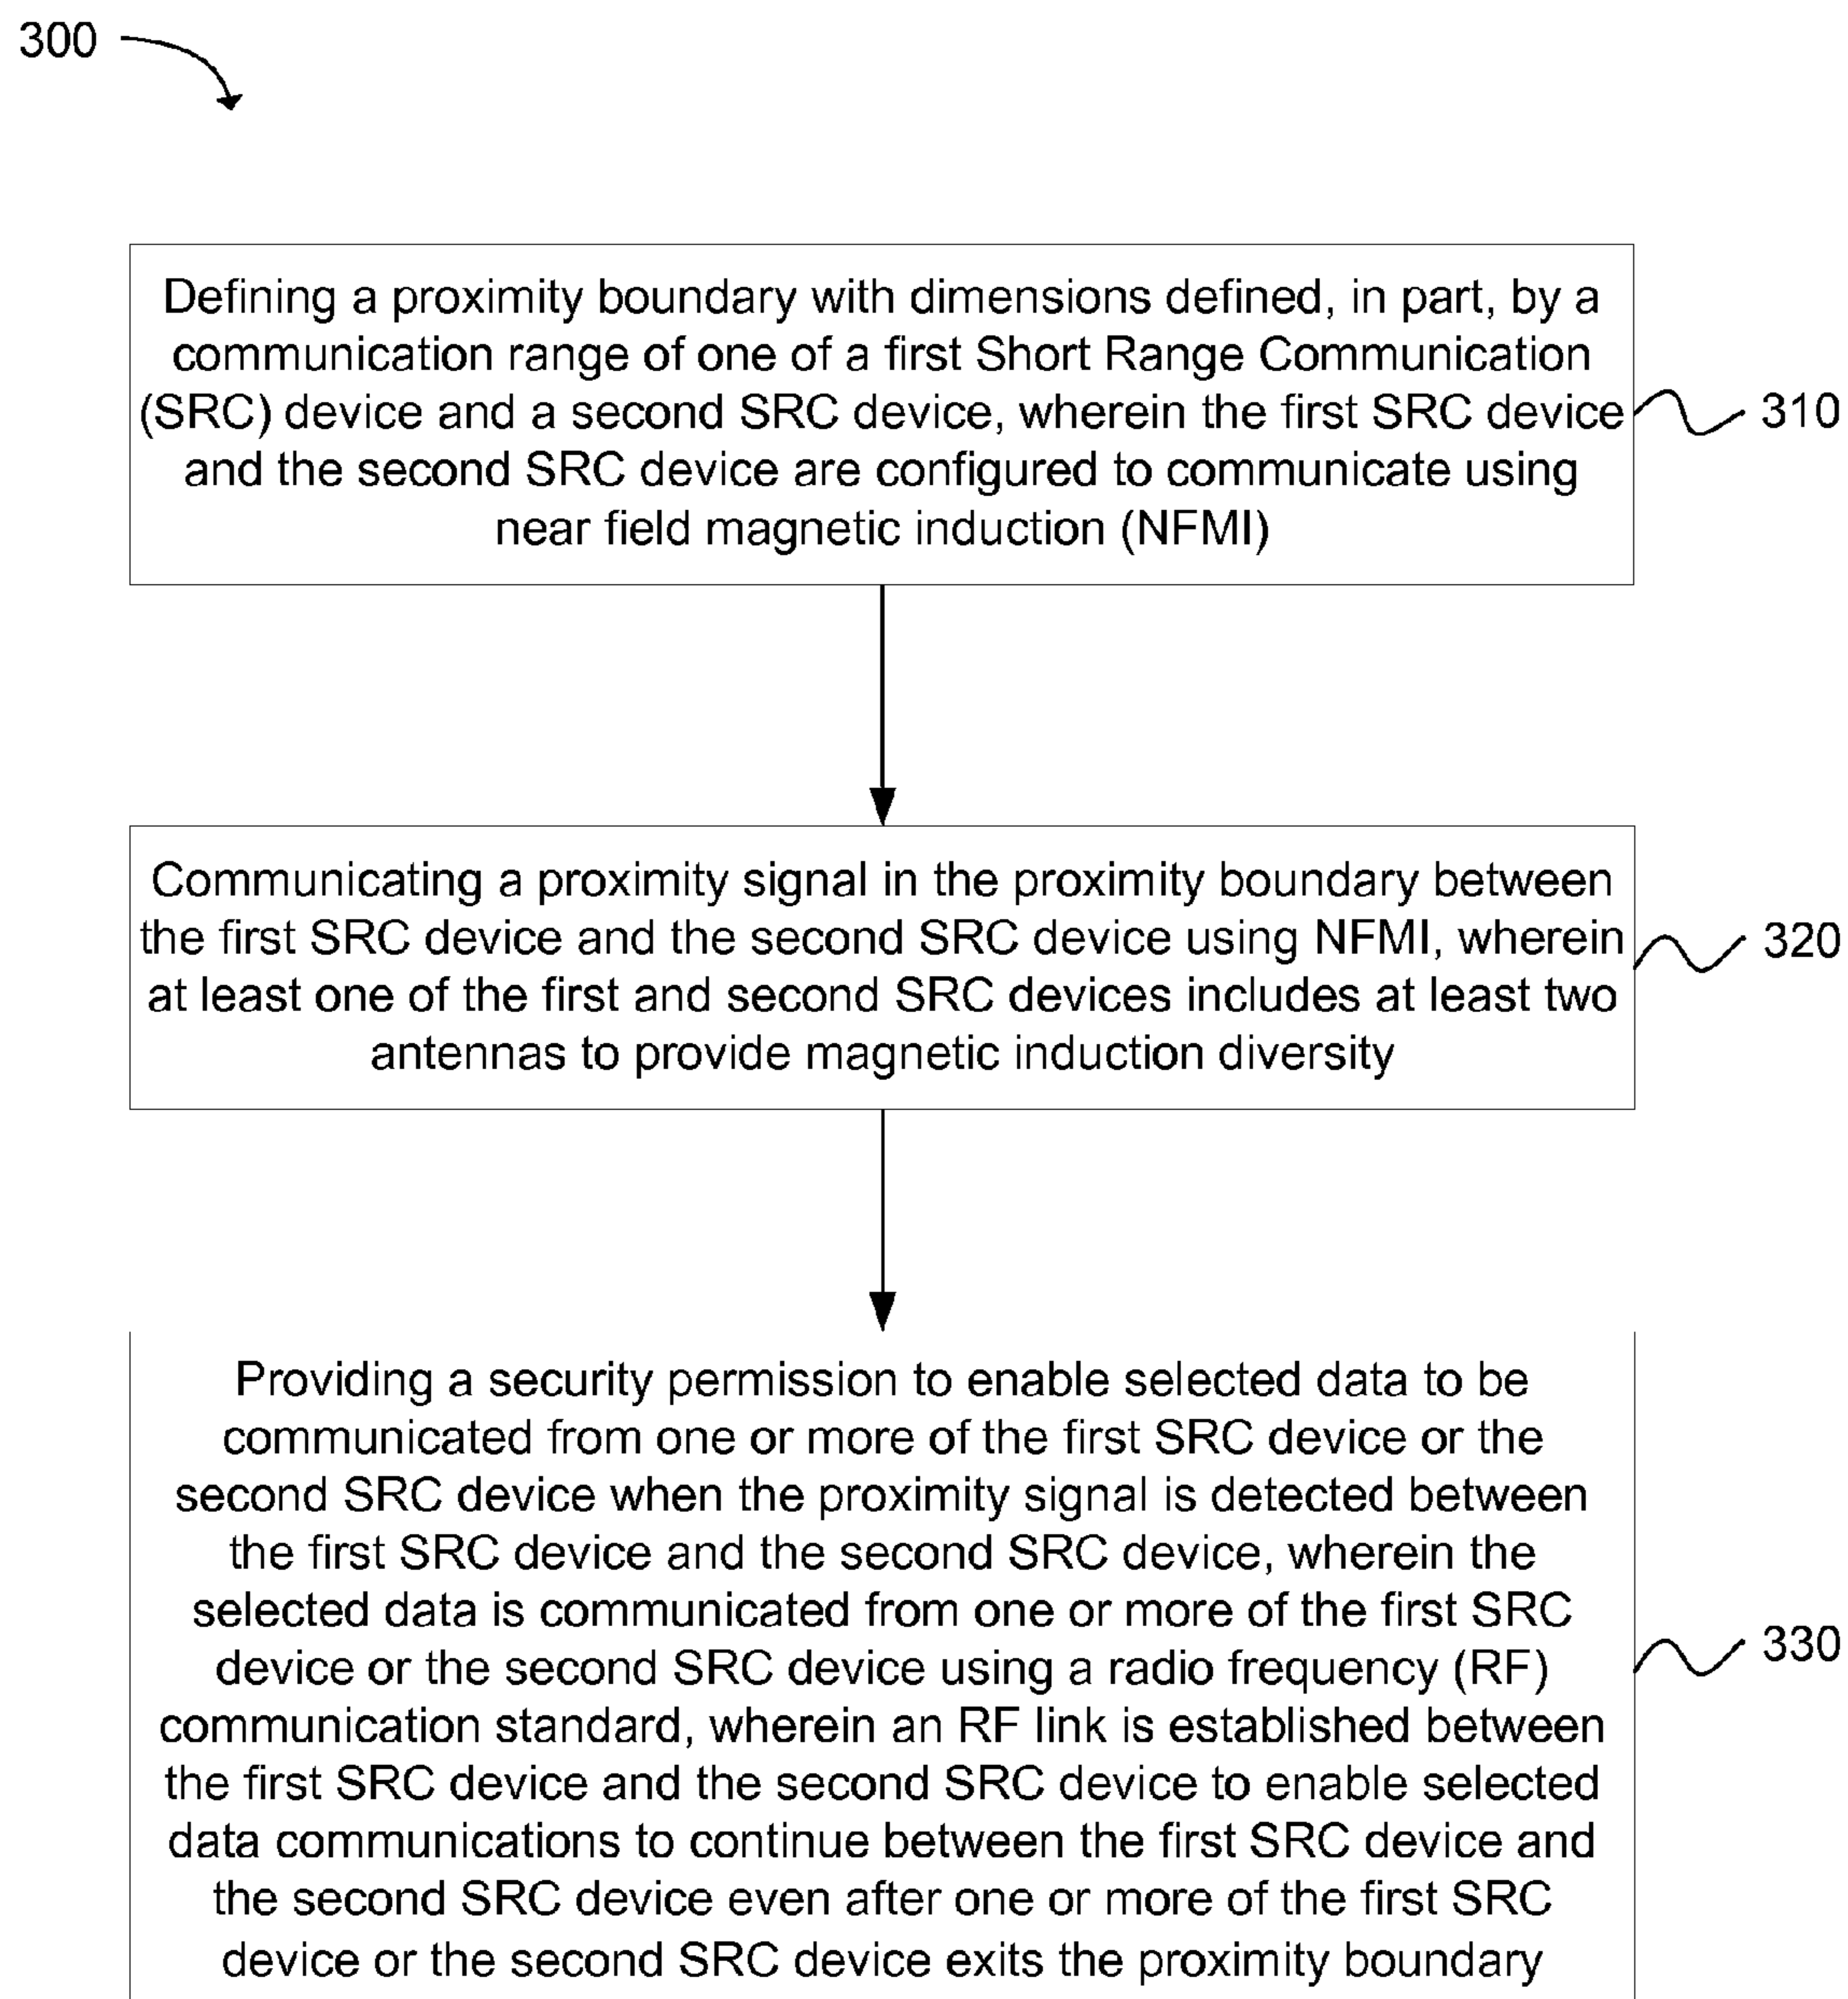 300
Defining a proximity boundary with dimensions defined, in part, by a
communication range of one of a first Short Range Communication
(SRC) device and a second SRC device, wherein the first SRC device
and the second SRC device are configured to communicate using
near field magnetic induction (NFMI)
310
Communicating a proximity signal in the proximity boundary between
the first SRC device and the second SRC device using NFMI, wherein
at least one of the first and second SRC devices includes at least two
antennas to provide magnetic induction diversity
320
Providing a security permission to enable selected data to be
communicated from one or more of the first SRC device or the
second SRC device when the proximity signal is detected between
the first SRC device and the second SRC device, wherein the
selected data is communicated from one or more of the first SRC
device or the second SRC device using a radio frequency (RF)
communication standard, wherein an RF link is established between
the first SRC device and the second SRC device to enable selected
data communications to continue between the first SRC device and
the second SRC device even after one or more of the first SRC
device or the second SRC device exits the proximity boundary
330